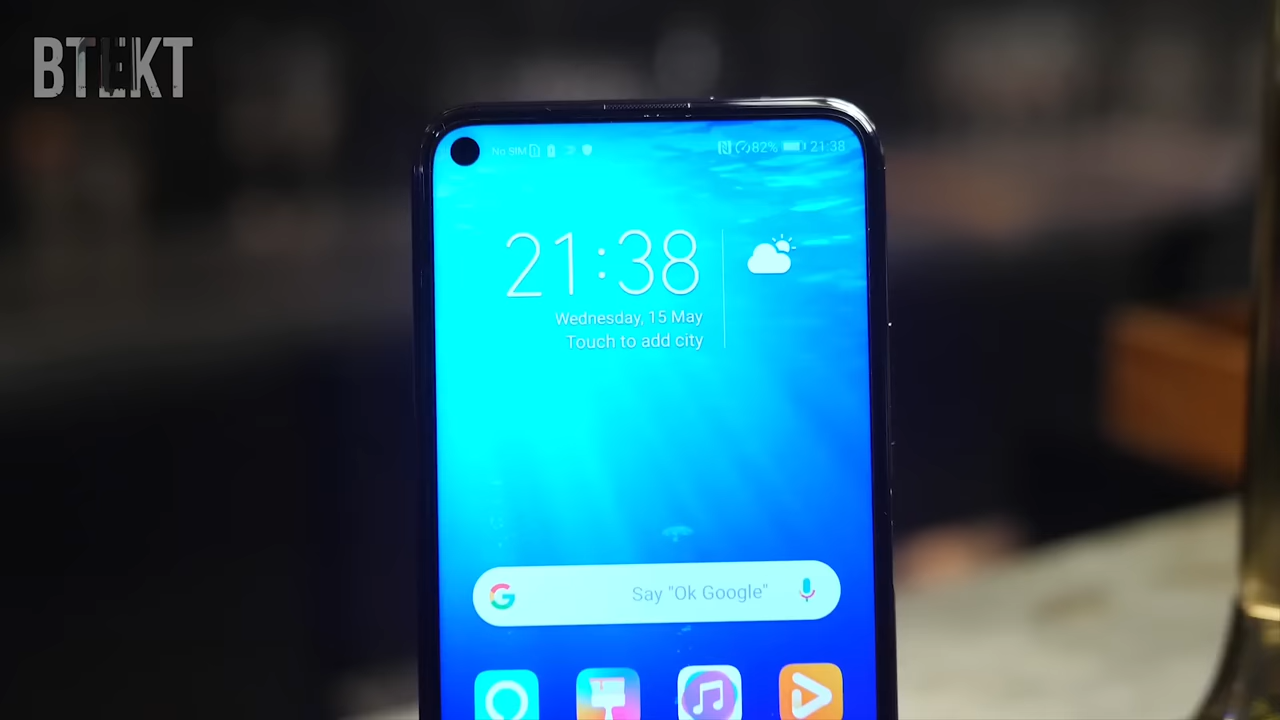 BTEKT
No SIM 82% 21:38
21:38
Wednesday, 15 May
Touch to add city
G Say "Ok Google"